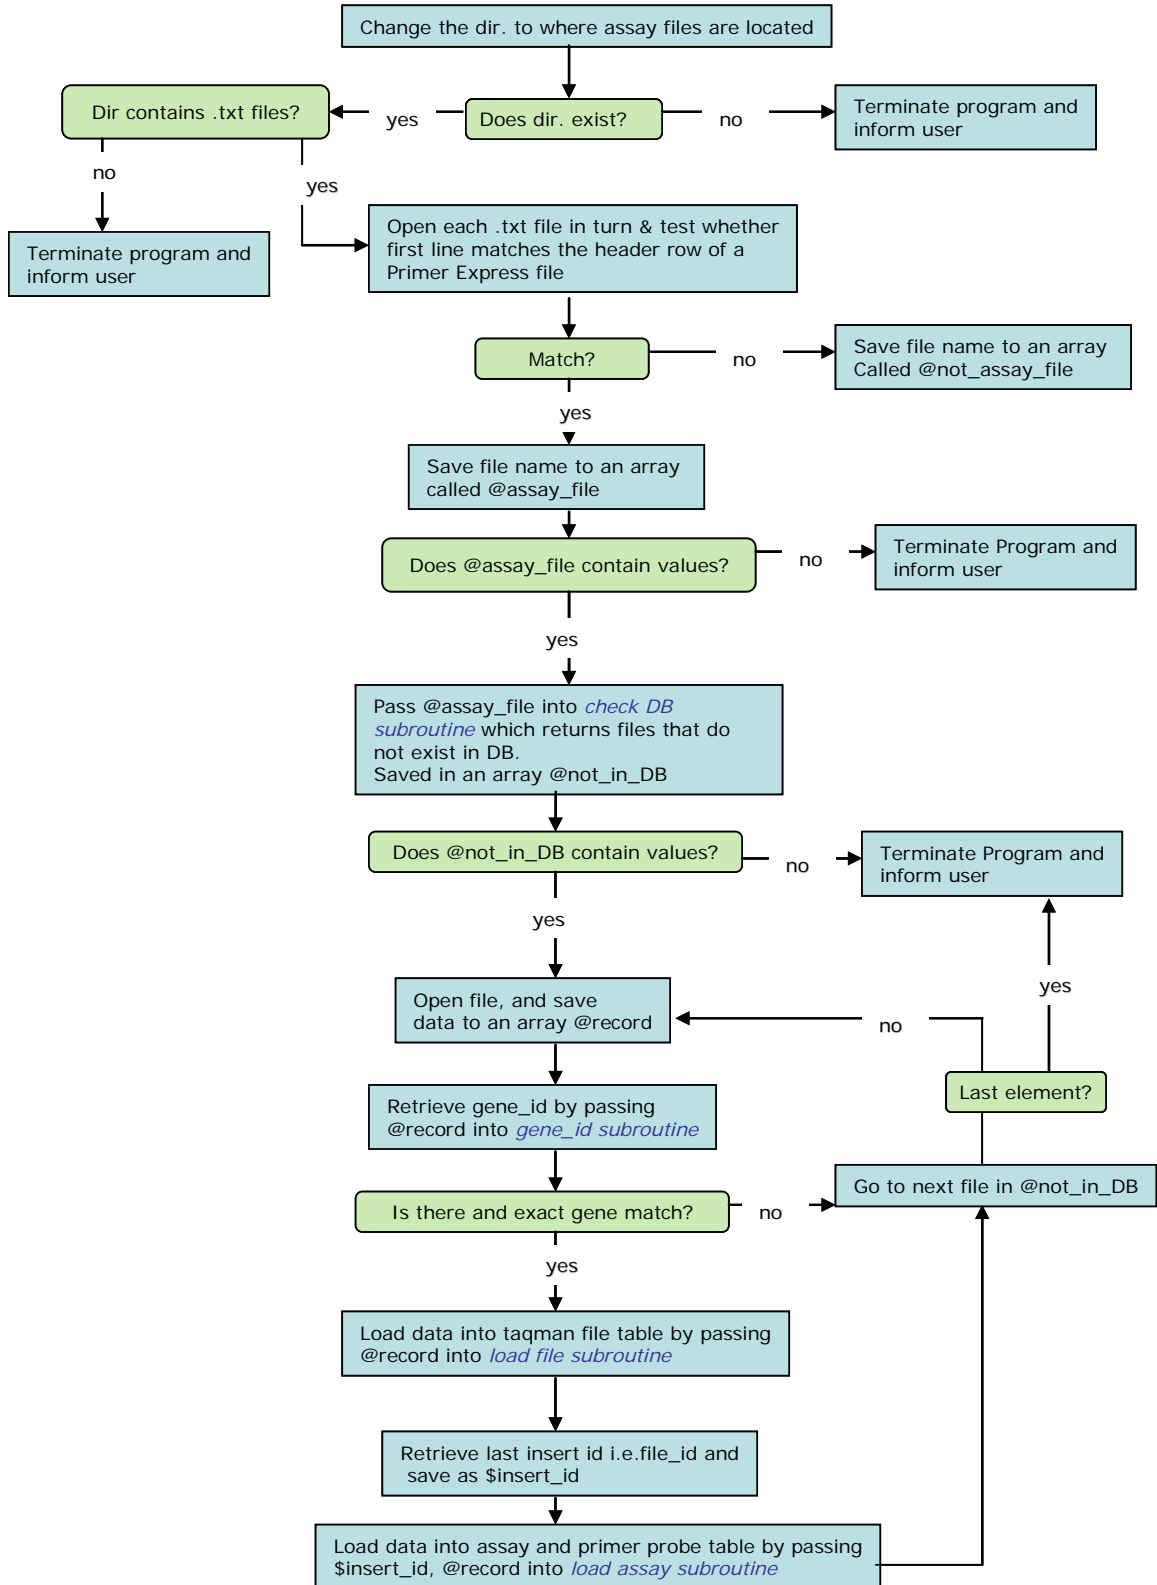 Change the dir. to where assay files are located
Dir contains .txt files?
yes
Does dir. exist?
no
Terminate program and
inform user
no
yes
Terminate program and
inform user
Open each .txt file in turn & test whether
first line matches the header row of a
Primer Express file
Match?
no
Save file name to an array
Called @not_assay_file
yes
Save file name to an array
called @assay_file
Does @assay_file contain values?
no
Terminate Program and
inform user
yes
Pass @assay_file into check DB
subroutine which returns files that do
not exist in DB.
Saved in an array @not_in_DB
Does @not_in_DB contain values?
no
Terminate Program and
inform user
yes
yes
Open file, and save
data to an array @record
no
Last element?
Retrieve gene_id by passing
@record into gene_id subroutine
Go to next file in @not_in_DB
Is there and exact gene match?
no
yes
Load data into taqman file table by passing
@record into load file subroutine
Retrieve last insert id i.e.file_id and
save as $insert_id
Load data into assay and primer probe table by passing
$insert_id, @record into load assay subroutine